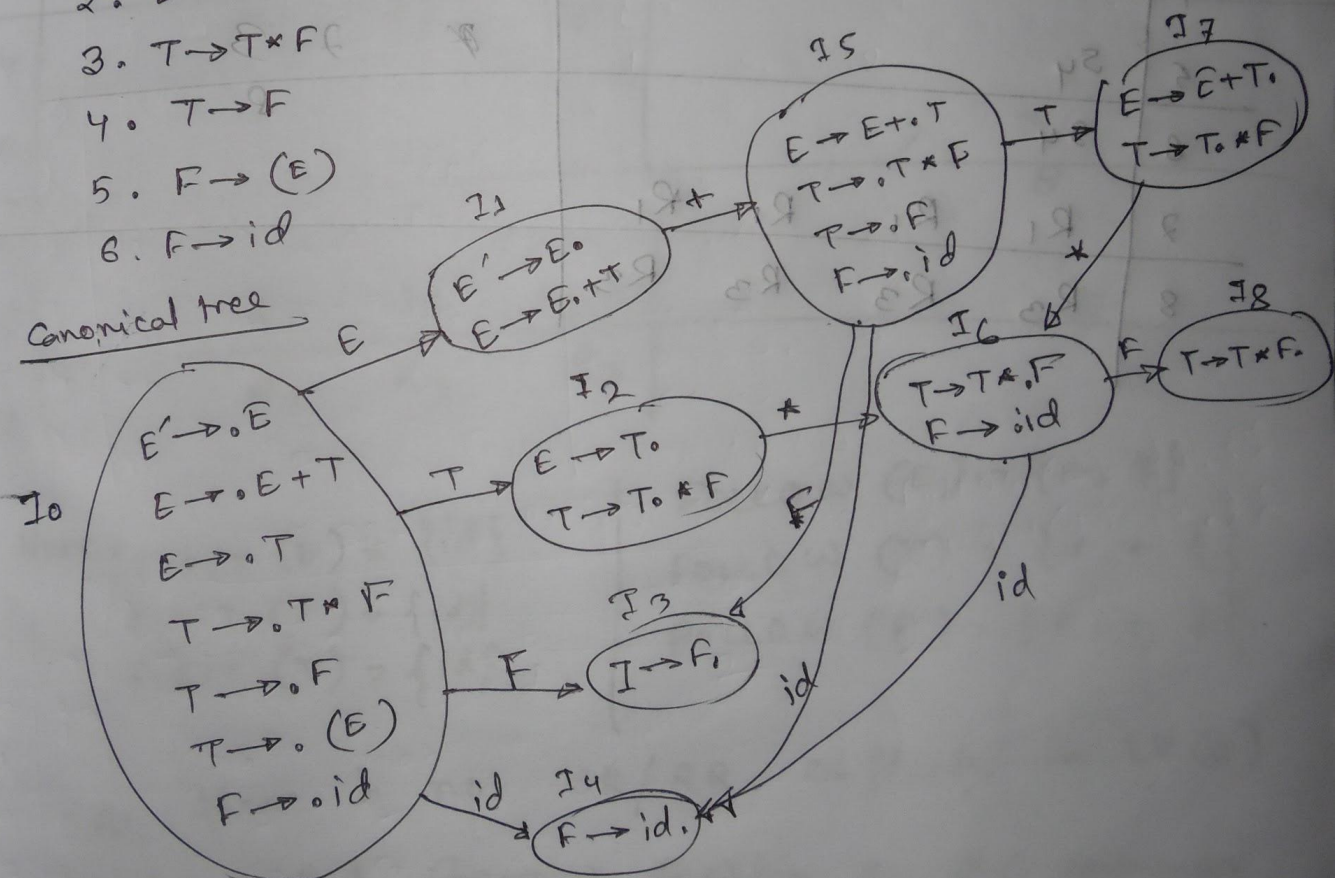 2.
3. T → T * F
4. T → F
5. F → (E)
6. F → id
Canonical tree
I0
E' → .E
E → .E + T
E → .T
T → .T * F
T → .F
T → .(E)
F → .id
E
I1
E' → E.
E → E.+T
+
T
I2
E → T.
T → T. * F
*
F
I3
I → F.
id
I4
F → id.
I5
E → E+.T
T → .T * F
T → .F
F → .id
T
F
id
I7
E → E+T.
T → T. * F
*
I6
T → T*.F
F → .id
F
id
I8
T → T * F.